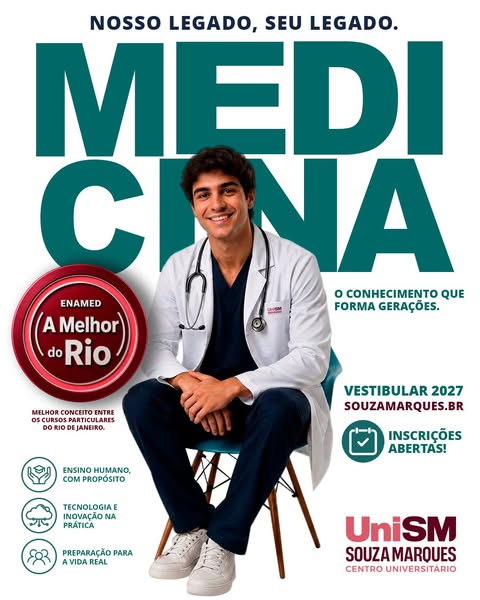 NOSSO LEGADO, SEU LEGADO.
MEDI
CINA
O CONHECIMENTO QUE
FORMA GERAÇÕES.
ENAMED
A Melhor
do Rio
MELHOR CONCEITO ENTRE
OS CURSOS PARTICULARES
DO RIO DE JANEIRO.
ENSINO HUMANO,
COM PROPÓSITO
TECNOLOGIA E
INOVAÇÃO NA
PRÁTICA
PREPARAÇÃO PARA
A VIDA REAL
UniSM
VESTIBULAR 2027
SOUZAMARQUES.BR
INSCRIÇÕES
ABERTAS!
UniSM
SOUZA MARQUES
CENTRO UNIVERSITÁRIO